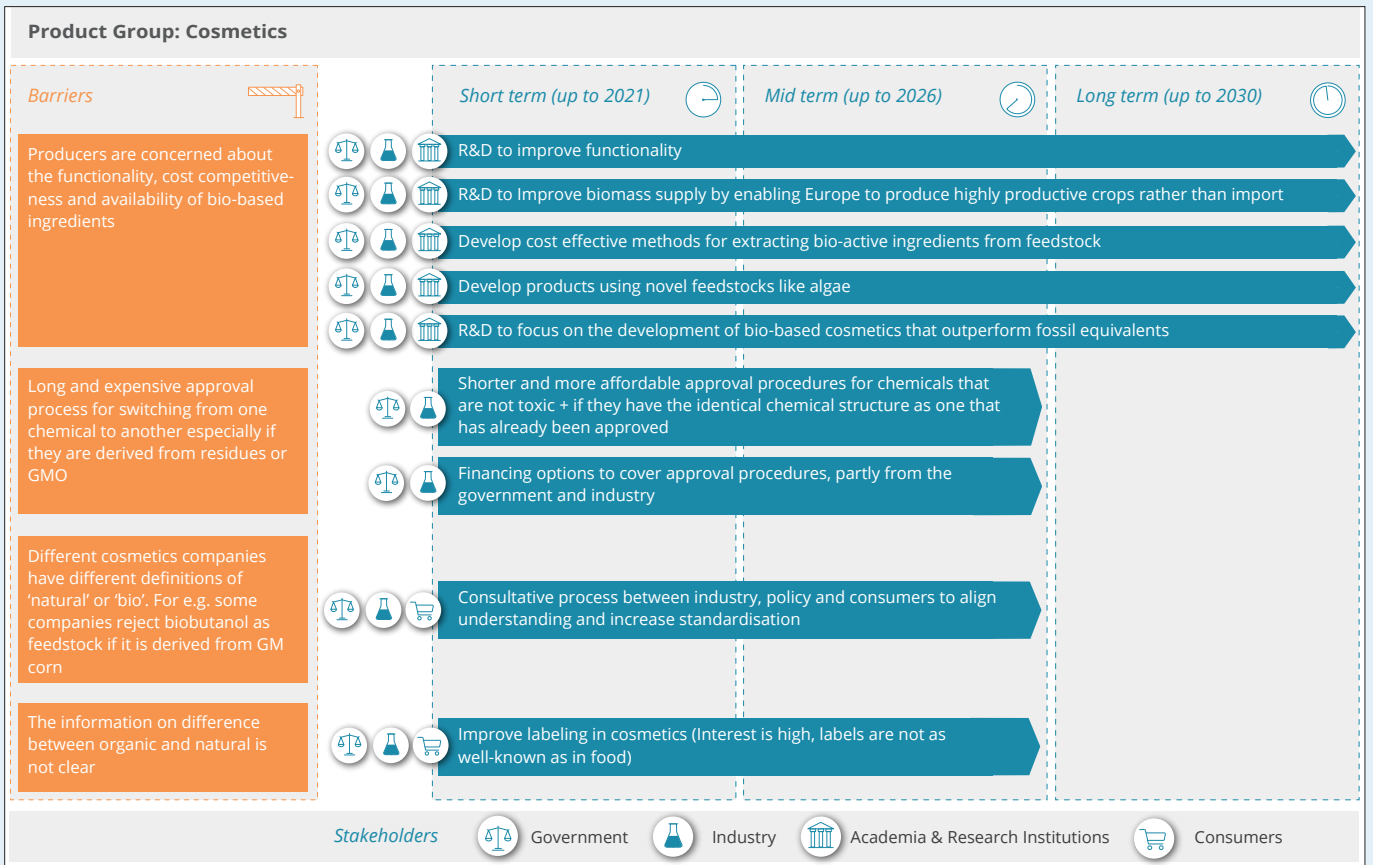 Product Group: Cosmetics
Barriers
Short term (up to 2021)
Mid term (up to 2026)
Long term (up to 2030)
Producers are concerned about
the functionality, cost competitive-
ness and availability of bio-based
ingredients
R&D to improve functionality
R&D to Improve biomass supply by enabling Europe to produce highly productive crops rather than import
Develop cost effective methods for extracting bio-active ingredients from feedstock
Develop products using novel feedstocks like algae
R&D to focus on the development of bio-based cosmetics that outperform fossil equivalents
Long and expensive approval
process for switching from one
chemical to another especially if
they are derived from residues or
GMO
Shorter and more affordable approval procedures for chemicals that
are not toxic + if they have the identical chemical structure as one that
has already been approved
Financing options to cover approval procedures, partly from the
government and industry
Different cosmetics companies
have different definitions of
‘natural’ or ‘bio’. For e.g. some
companies reject biobutanol as
feedstock if it is derived from GM
corn
Consultative process between industry, policy and consumers to align
understanding and increase standardisation
The information on difference
between organic and natural is
not clear
Improve labeling in cosmetics (Interest is high, labels are not as
well-known as in food)
Stakeholders
Government
Industry
Academia & Research Institutions
Consumers